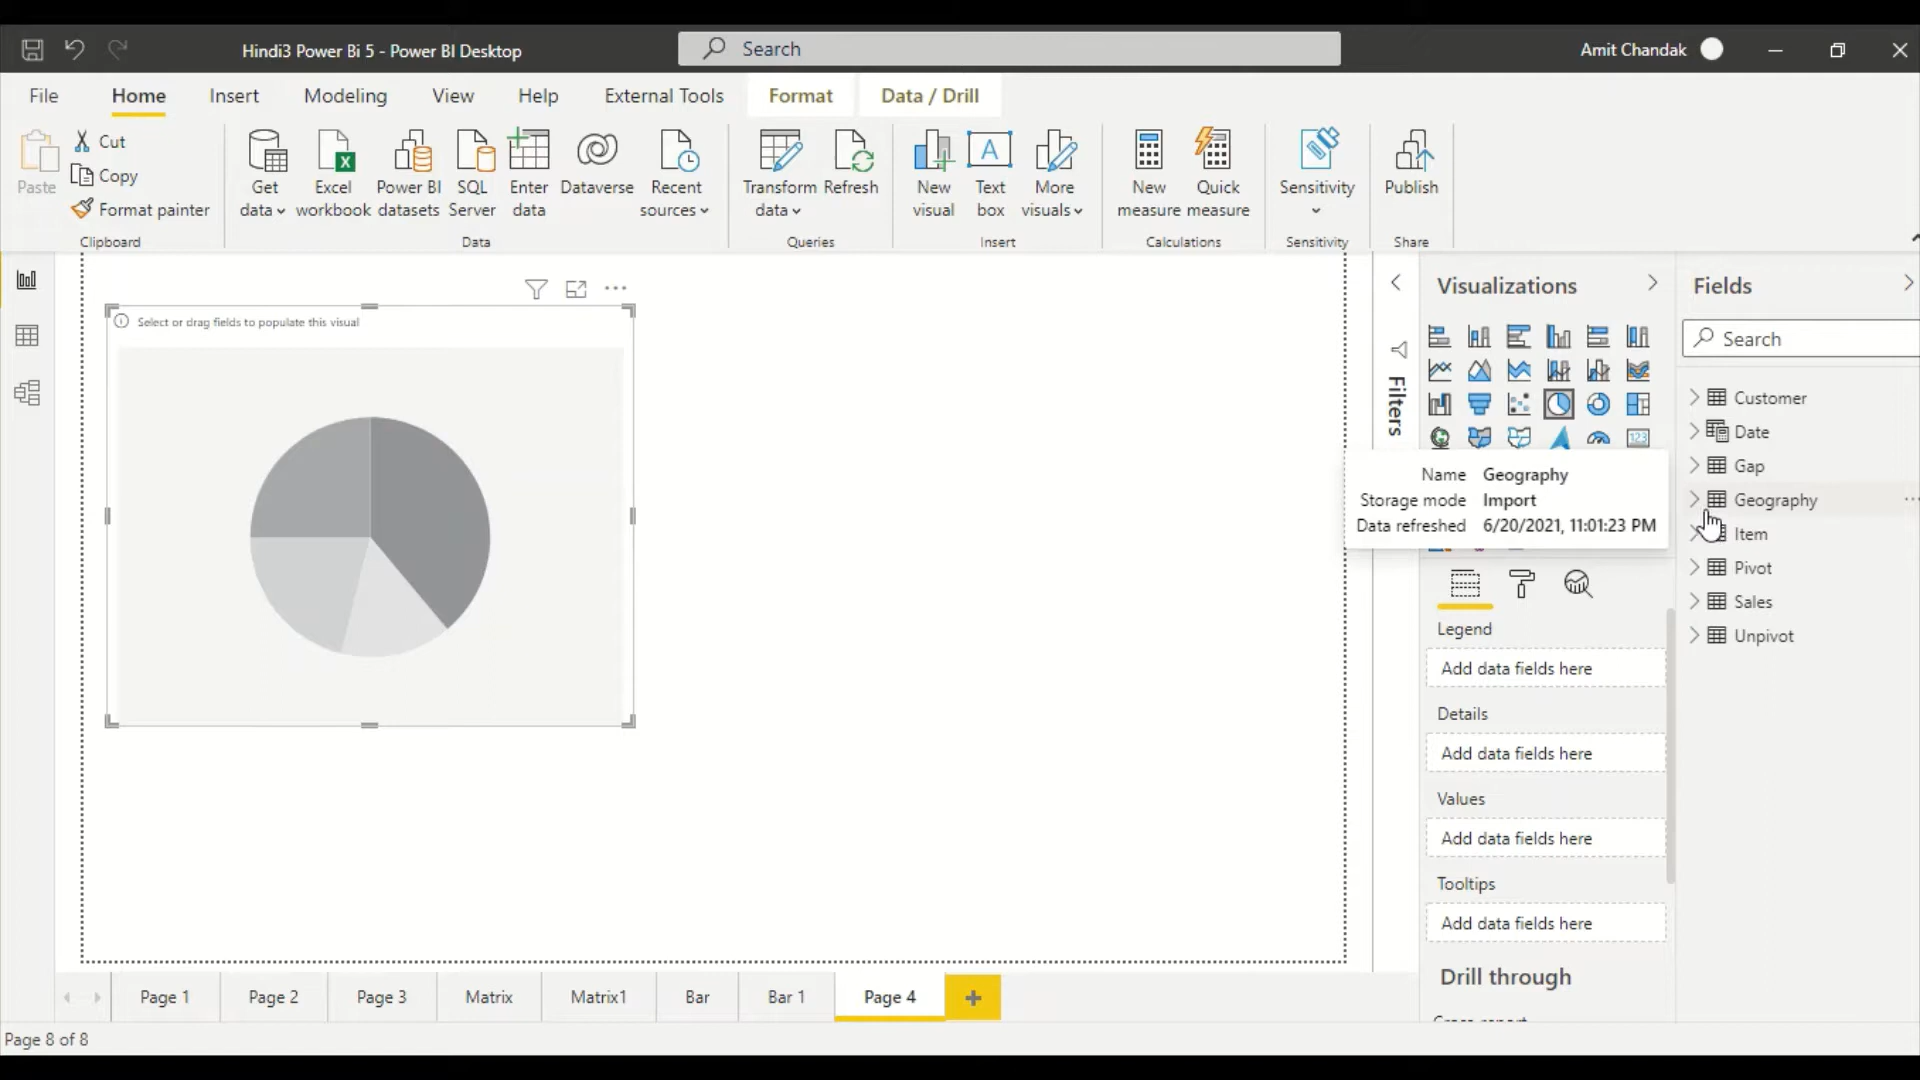 Hindi3 Power Bi 5 - Power BI Desktop
Search
Amit Chandak
File
Home
Insert
Modeling
View
Help
External Tools
Format
Data / Drill
Paste
Cut
Copy
Format painter
Clipboard
Get data
Excel workbook
Power BI datasets
SQL Server
Enter data
Dataverse
Recent sources
Data
Transform data
Refresh
Queries
New visual
Text box
More visuals
Insert
New measure
Quick measure
Calculations
Sensitivity
Sensitivity
Publish
Share
Select or drag fields to populate this visual
Filters
Visualizations
123
Name Geography
Storage mode Import
Data refreshed 6/20/2021, 11:01:23 PM
Legend
Add data fields here
Details
Add data fields here
Values
Add data fields here
Tooltips
Add data fields here
Drill through
Fields
Search
Customer
Date
Gap
Geography
Item
Pivot
Sales
Unpivot
Page 1
Page 2
Page 3
Matrix
Matrix1
Bar
Bar 1
Page 4
Page 8 of 8